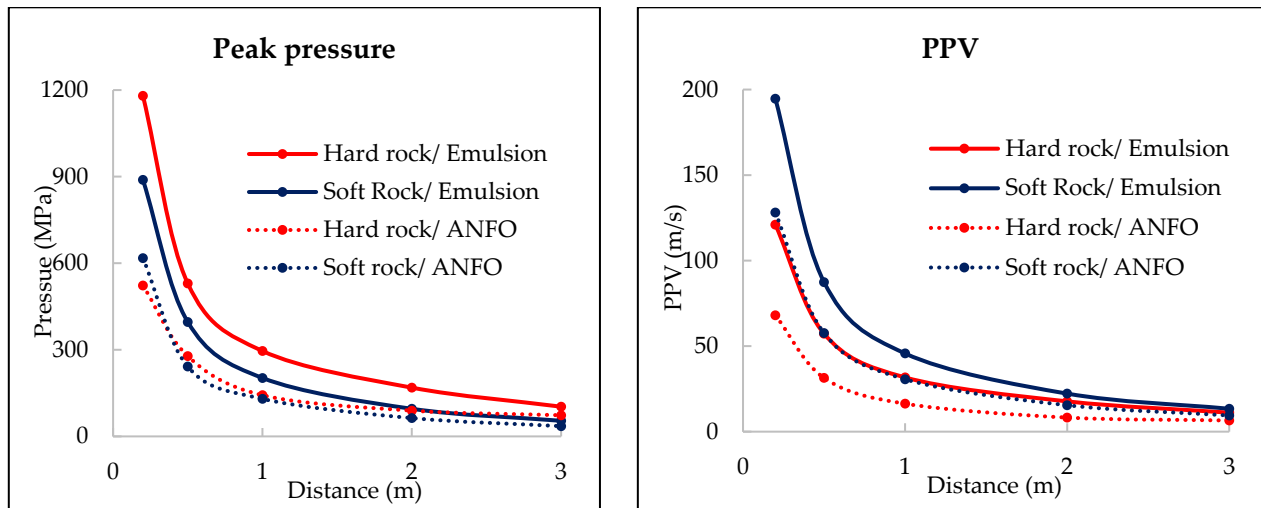 Peak pressure
1200
900
600
300
0
Pressue (MPa)
Hard rock/ Emulsion
Soft Rock/ Emulsion
Hard rock/ ANFO
Soft rock/ ANFO
0
1
2
3
Distance (m)
PPV
200
150
100
50
0
PPV (m/s)
Hard rock/ Emulsion
Soft Rock/ Emulsion
Hard rock/ ANFO
Soft rock/ ANFO
0
1
2
3
Distance (m)